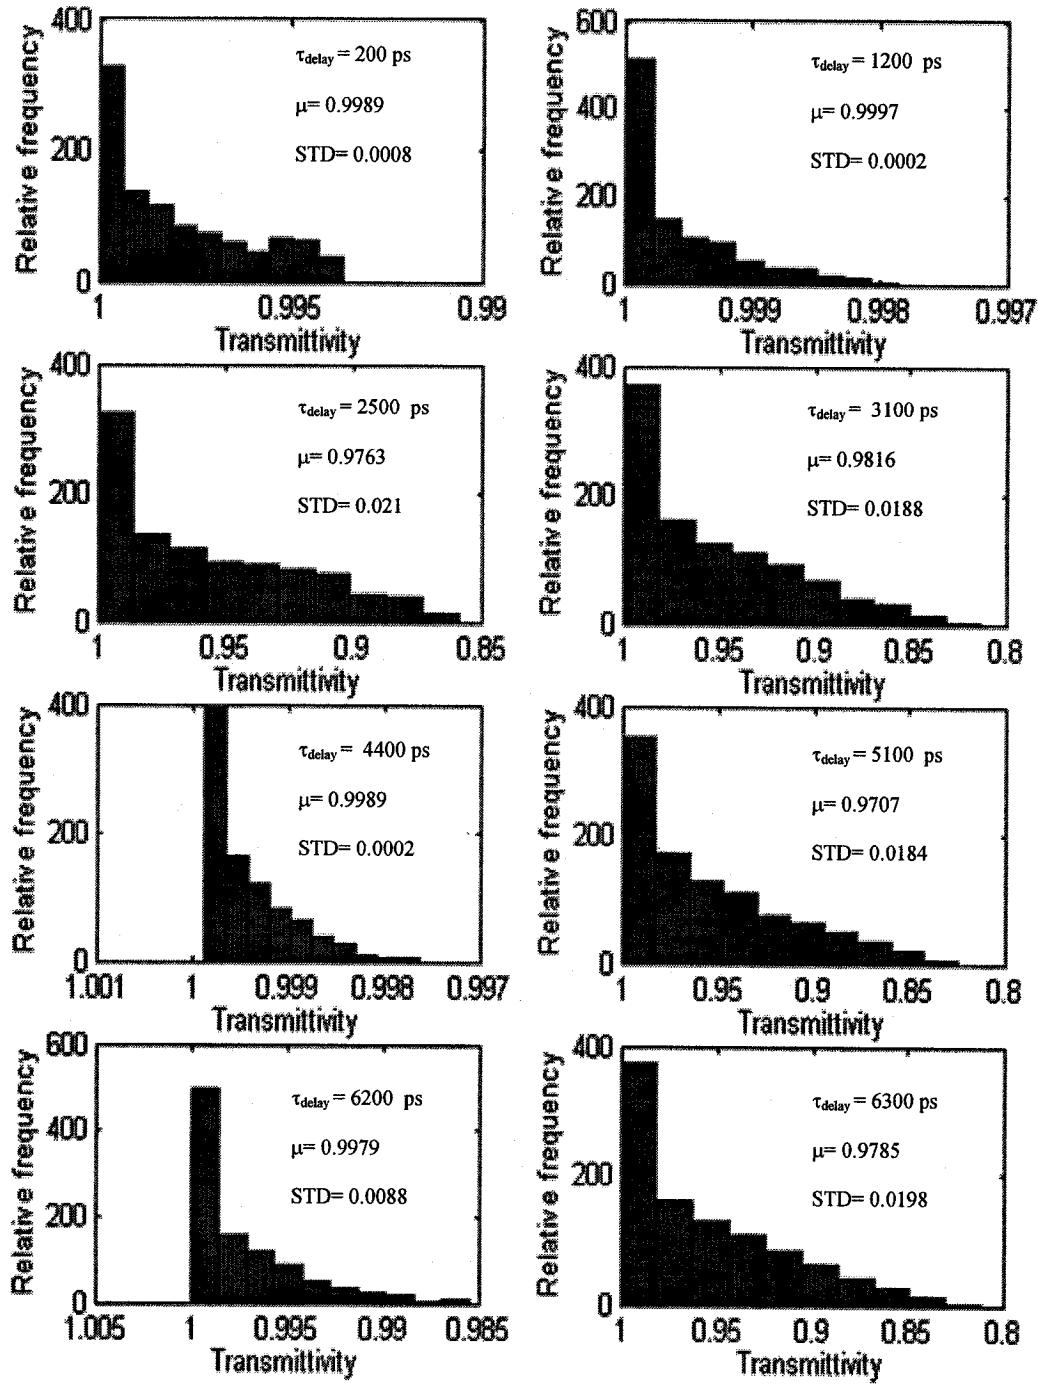 400
200
0
Relative frequency
τdelay = 200 ps
μ= 0.9989
STD= 0.0008
1 0.995 0.99
Transmittivity
600
400
200
0
Relative frequency
τdelay = 1200 ps
μ= 0.9997
STD= 0.0002
1 0.999 0.998 0.997
Transmittivity
400
200
0
Relative frequency
τdelay = 2500 ps
μ= 0.9763
STD= 0.021
1 0.95 0.9 0.85
Transmittivity
400
200
0
Relative frequency
τdelay = 3100 ps
μ= 0.9816
STD= 0.0188
1 0.95 0.9 0.85 0.8
Transmittivity
400
200
0
Relative frequency
τdelay = 4400 ps
μ= 0.9989
STD= 0.0002
1.001 1 0.999 0.998 0.997
Transmittivity
400
200
0
Relative frequency
τdelay = 5100 ps
μ= 0.9707
STD= 0.0184
1 0.95 0.9 0.85 0.8
Transmittivity
600
400
200
0
Relative frequency
τdelay = 6200 ps
μ= 0.9979
STD= 0.0088
1.005 1 0.995 0.99 0.985
Transmittivity
400
200
0
Relative frequency
τdelay = 6300 ps
μ= 0.9785
STD= 0.0198
1 0.95 0.9 0.85 0.8
Transmittivity